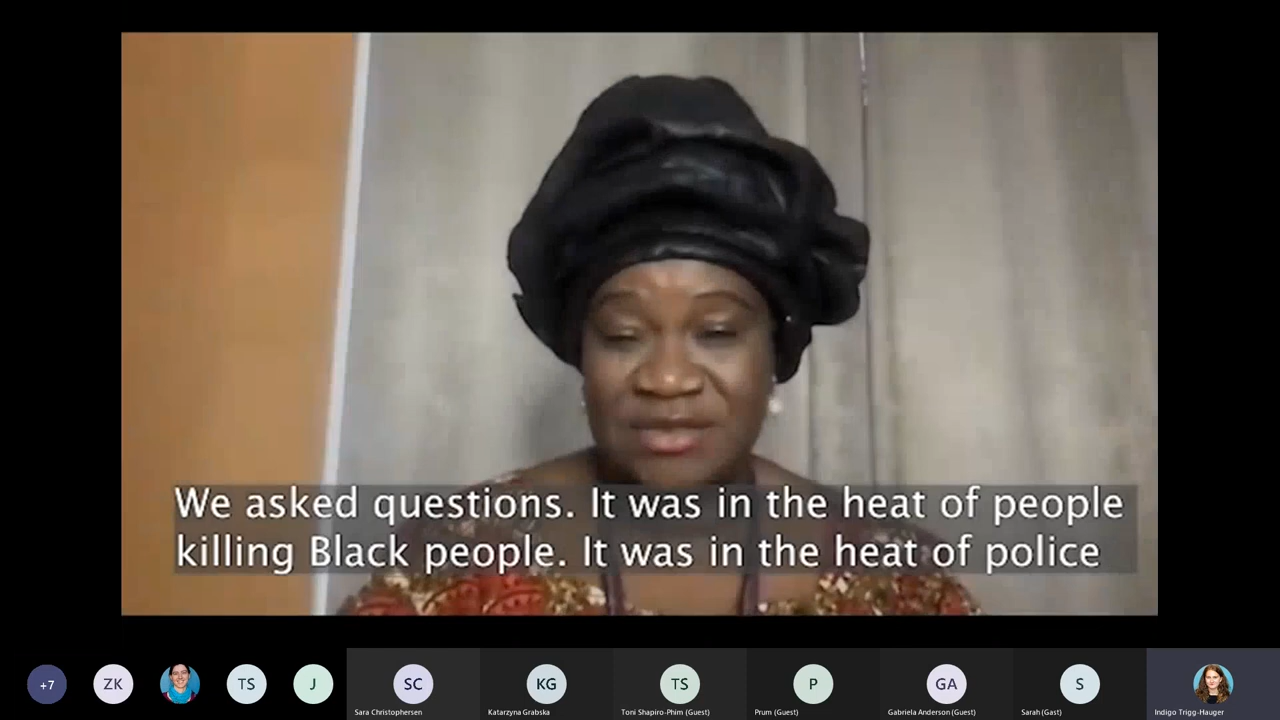 We asked questions. It was in the heat of people
killing Black people. It was in the heat of police
+7
ZK
TS
J
SC
KG
TS
P
GA
S
Sara Christophersen
Katarzyna Grabska
Toni Shapiro-Phim (Guest)
Prum (Guest)
Gabriela Anderson (Guest)
Sarah (Gast)
Indigo Trigg-Hauger